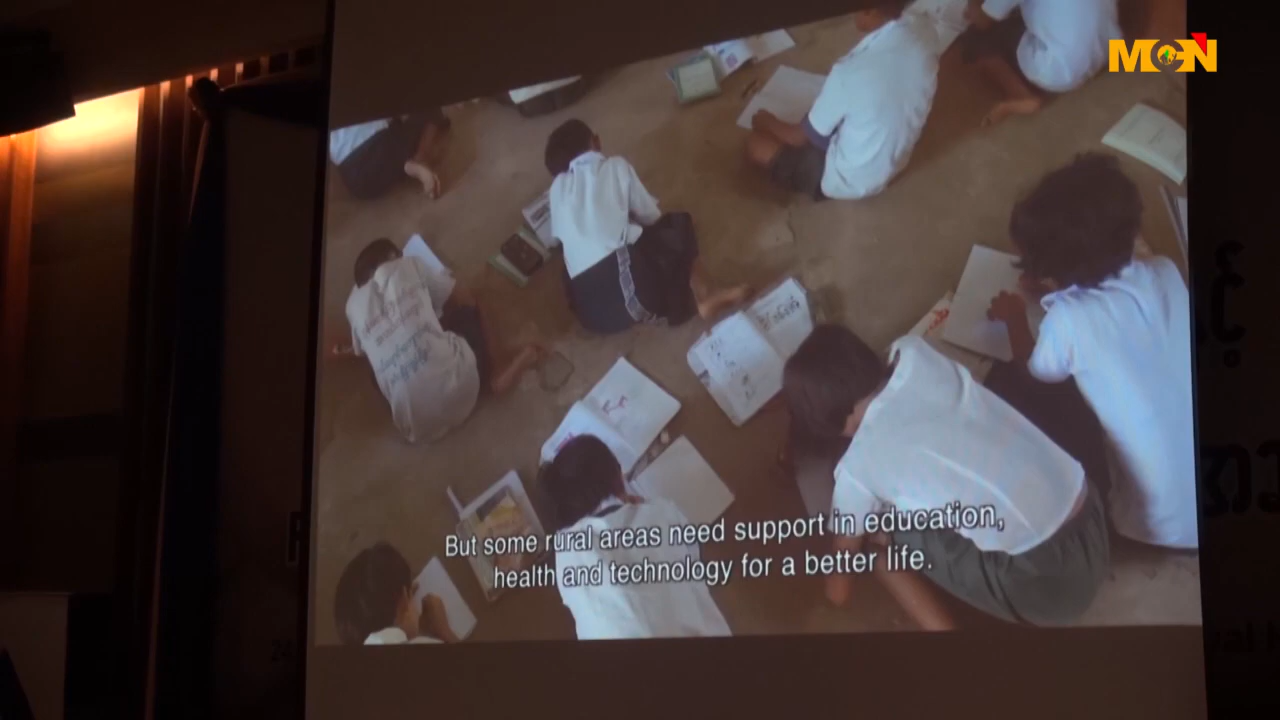 MGN
But some rural areas need support in education,
health and technology for a better life.